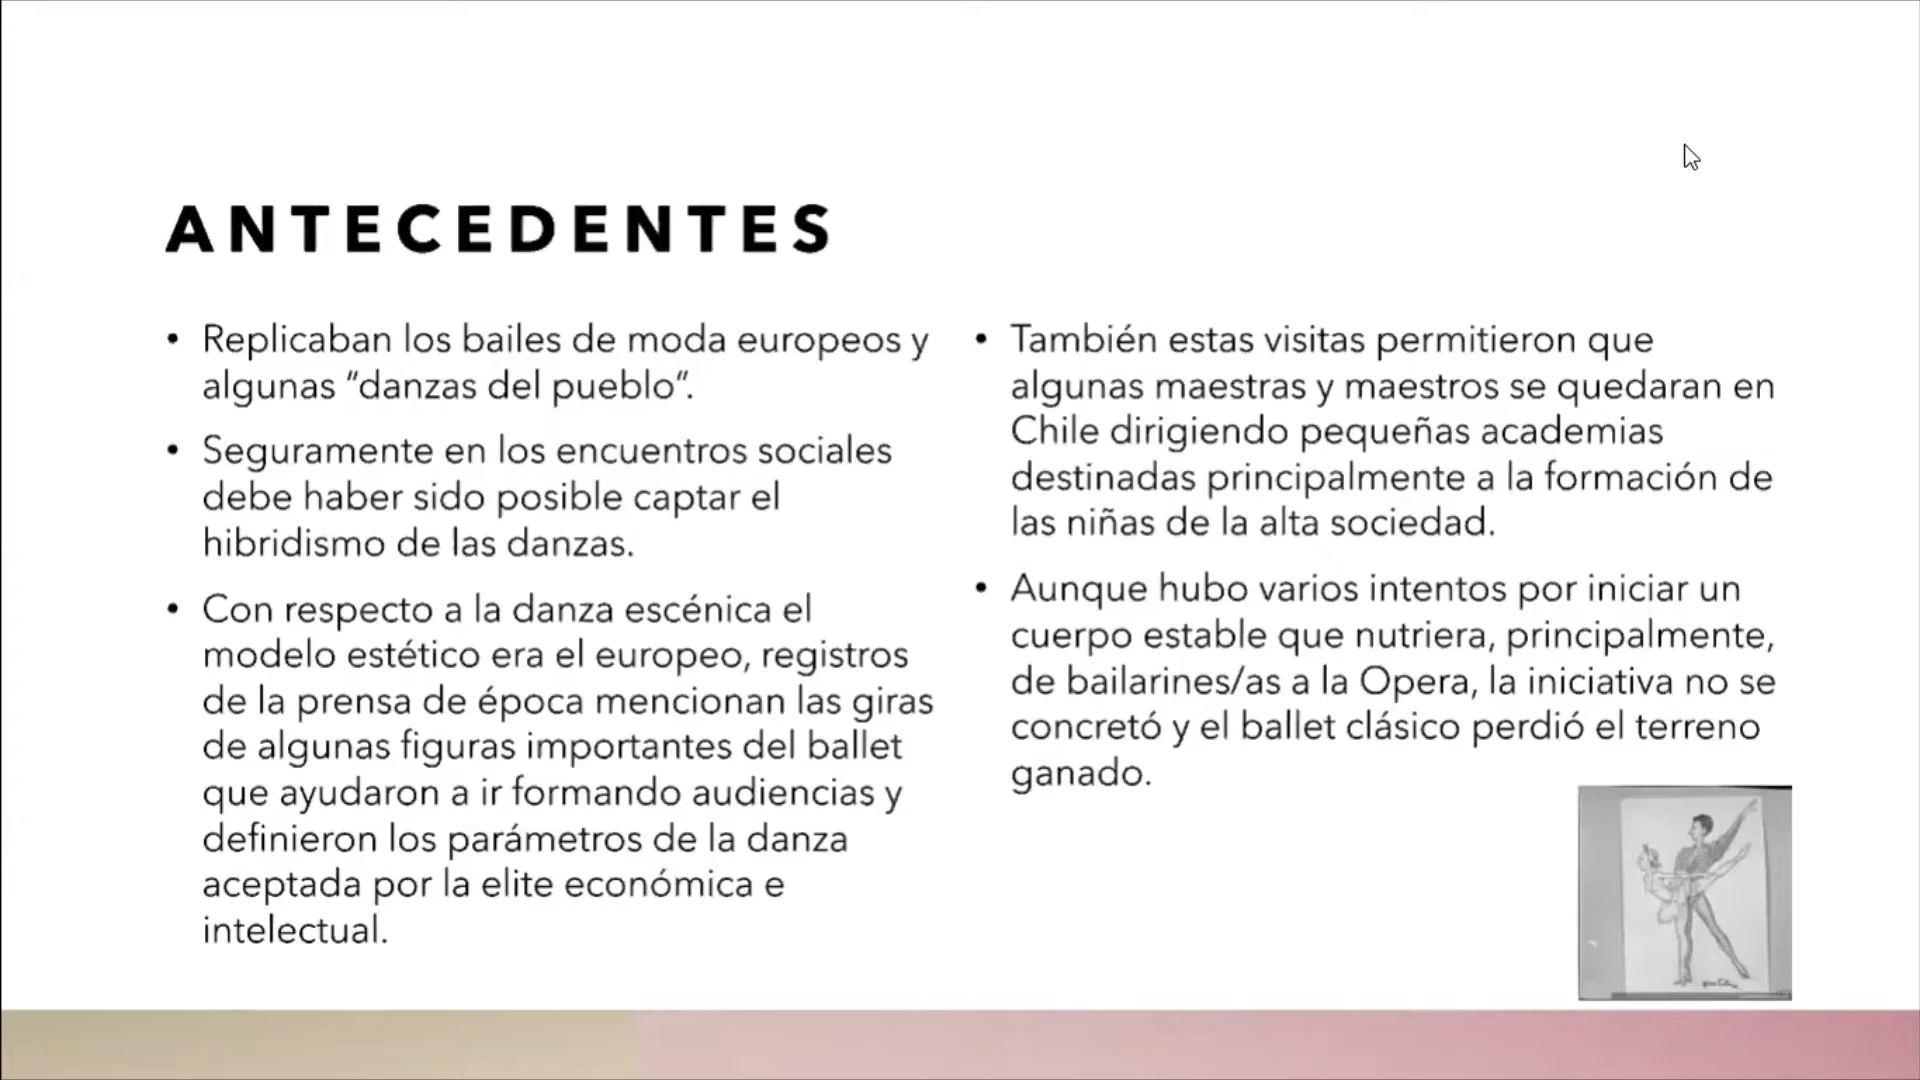 ANTECEDENTES
• Replicaban los bailes de moda europeos y
algunas “danzas del pueblo“.
• Seguramente en los encuentros sociales
debe haber sido posible captar el
hibridismo de las danzas.
• Con respecto a la danza escénica el
modelo estético era el europeo, registros
de la prensa de época mencionan las giras
de algunas figuras importantes del ballet
que ayudaron a ir formando audiencias y
definieron los parámetros de la danza
aceptada por la elite económica e
intelectual.
• También estas visitas permitieron que
algunas maestras y maestros se quedaran en
Chile dirigiendo pequeñas academias
destinadas principalmente a la formación de
las niñas de la alta sociedad.
• Aunque hubo varios intentos por iniciar un
cuerpo estable que nutriera, principalmente,
de bailarines/as a la Opera, la iniciativa no se
concretó y el ballet clásico perdió el terreno
ganado.